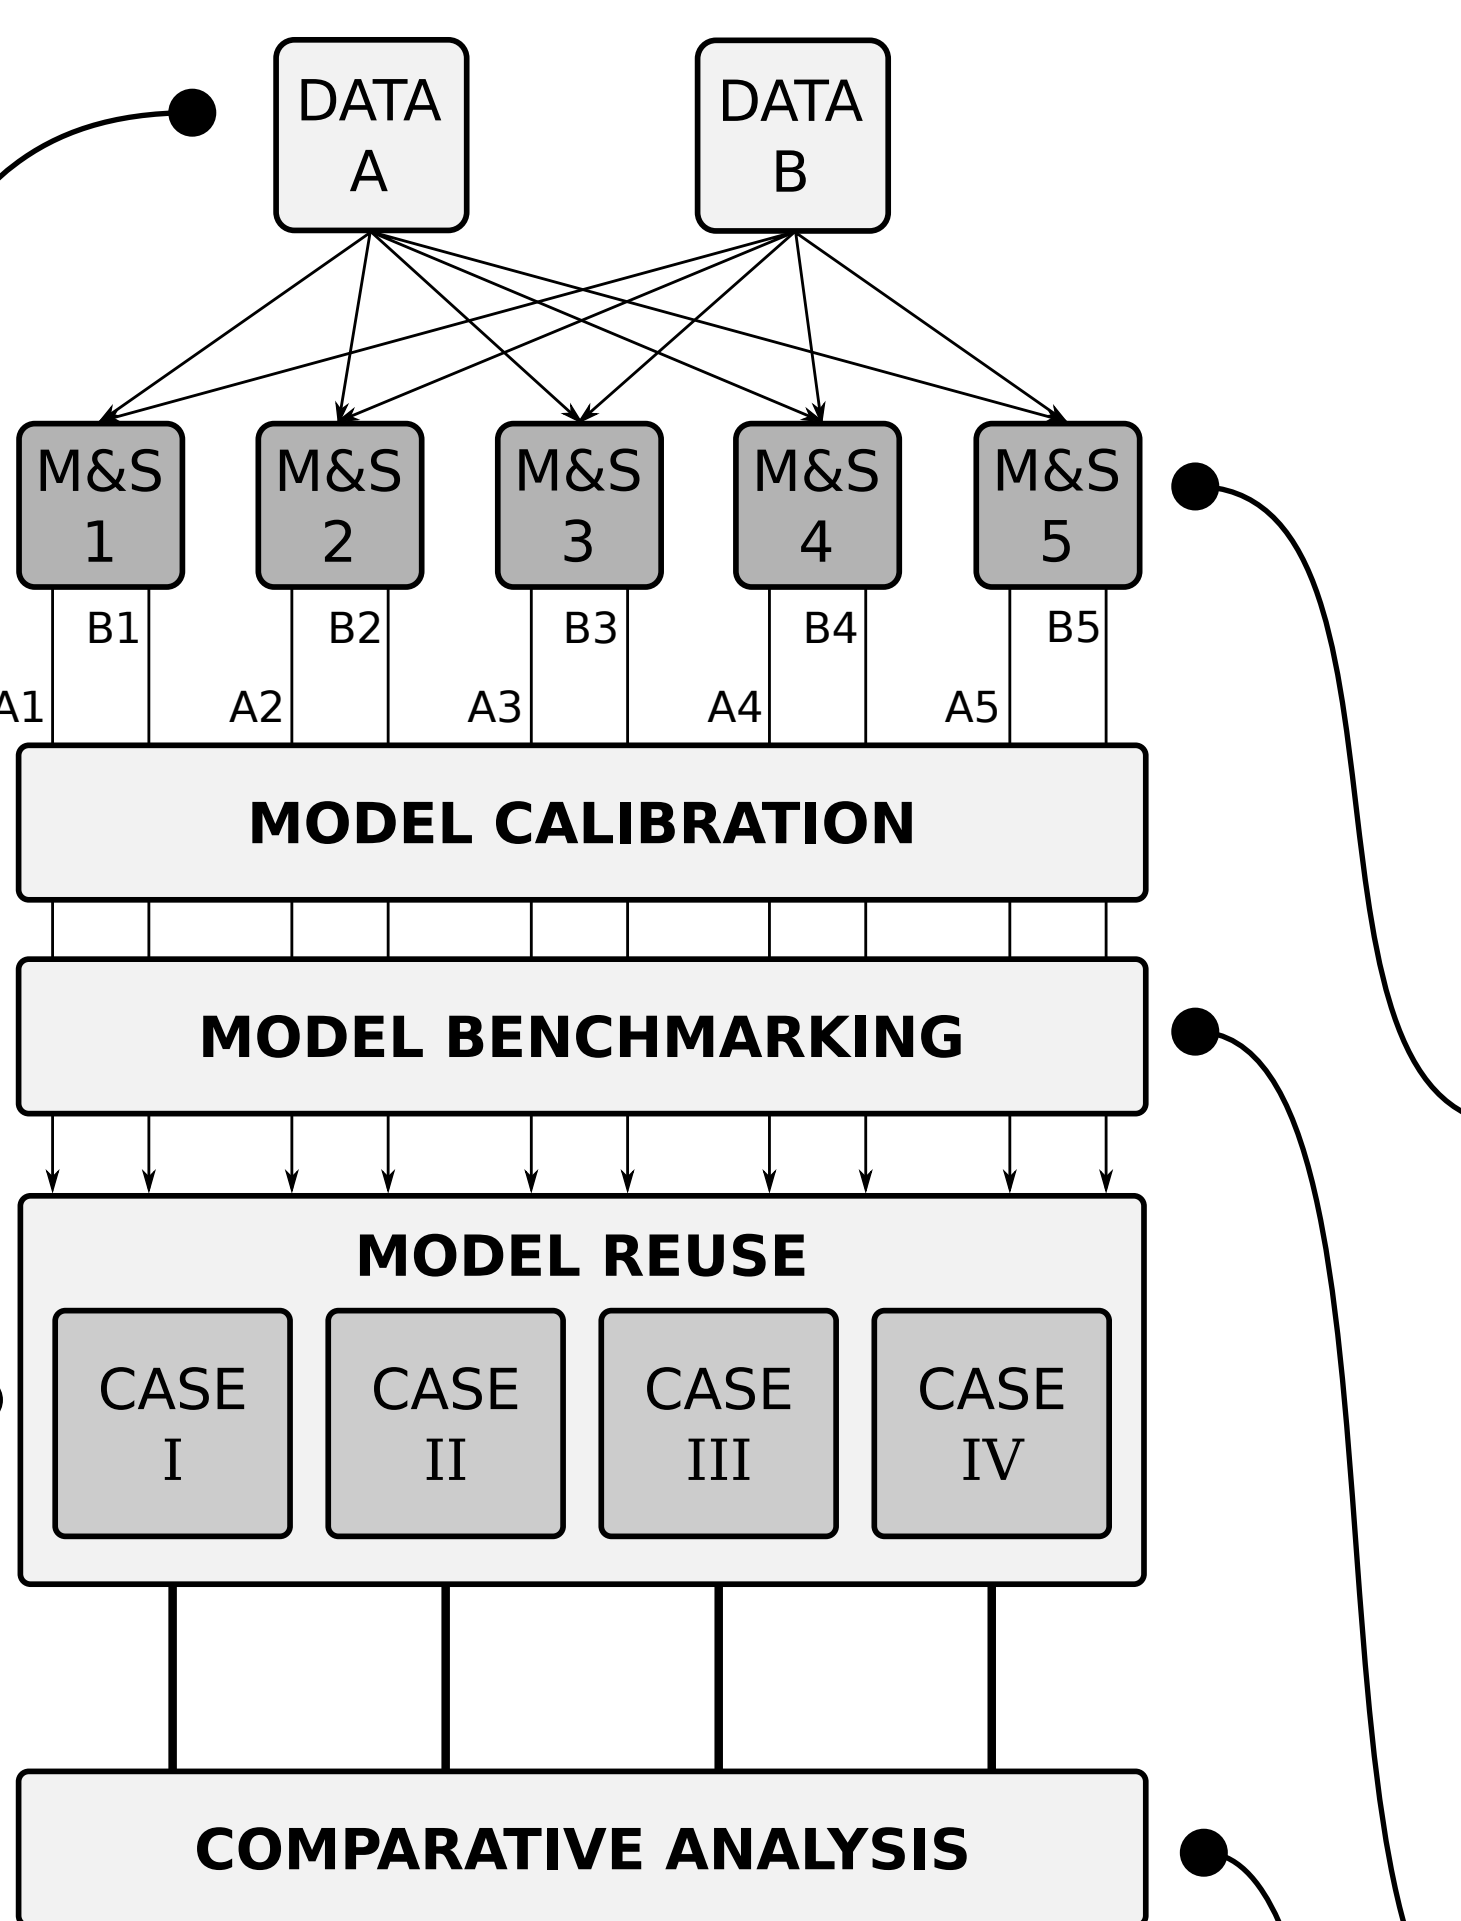 DATA
A
DATA
B
M&S
1
M&S
2
M&S
3
M&S
4
M&S
5
B1
B2
B3
B4
B5
A1
A2
A3
A4
A5
MODEL CALIBRATION
MODEL BENCHMARKING
MODEL REUSE
CASE
I
CASE
II
CASE
III
CASE
IV
COMPARATIVE ANALYSIS